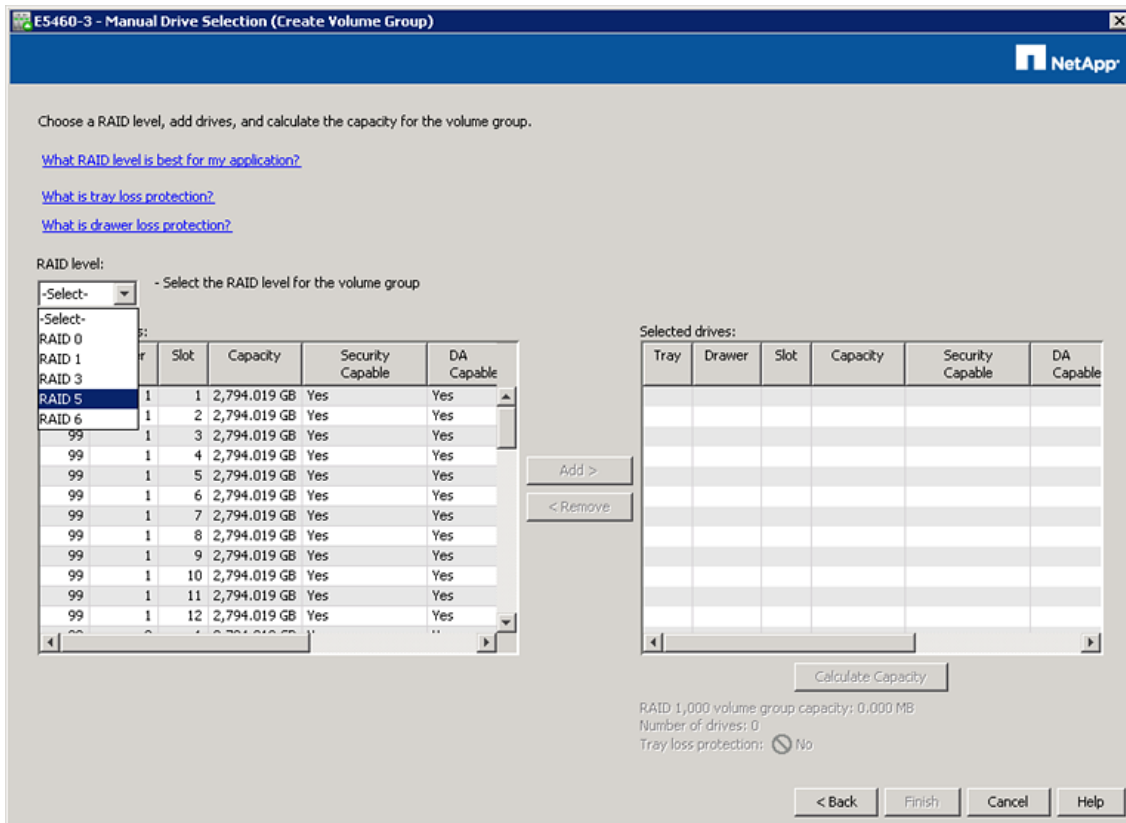 E5460-3 - Manual Drive Selection (Create Volume Group)
NetApp
Choose a RAID level, add drives, and calculate the capacity for the volume group.
What RAID level is best for my application?
What is tray loss protection?
What is drawer loss protection?
RAID level:
-Select- - Select the RAID level for the volume group
-Select-
RAID 0
RAID 1
RAID 3
RAID 5
RAID 6
s: Selected drives:
r Slot Capacity Security Capable DA Capable Tray Drawer Slot Capacity Security Capable DA Capable
1 1 2,794.019 GB Yes Yes
1 2 2,794.019 GB Yes Yes
99 1 3 2,794.019 GB Yes Yes
99 1 4 2,794.019 GB Yes Yes
99 1 5 2,794.019 GB Yes Yes
99 1 6 2,794.019 GB Yes Yes
99 1 7 2,794.019 GB Yes Yes
99 1 8 2,794.019 GB Yes Yes
99 1 9 2,794.019 GB Yes Yes
99 1 10 2,794.019 GB Yes Yes
99 1 11 2,794.019 GB Yes Yes
99 1 12 2,794.019 GB Yes Yes
Add >
< Remove
Calculate Capacity
RAID 1,000 volume group capacity: 0.000 MB
Number of drives: 0
Tray loss protection: No
< Back Finish Cancel Help